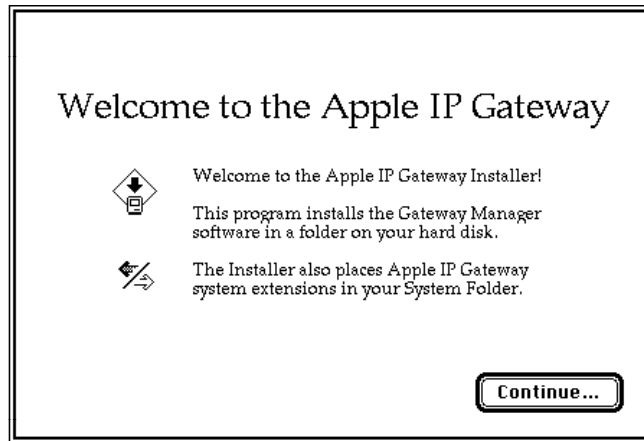 Welcome to the Apple IP Gateway
Welcome to the Apple IP Gateway Installer!
This program installs the Gateway Manager
software in a folder on your hard disk.
The Installer also places Apple IP Gateway
system extensions in your System Folder.
Continue...